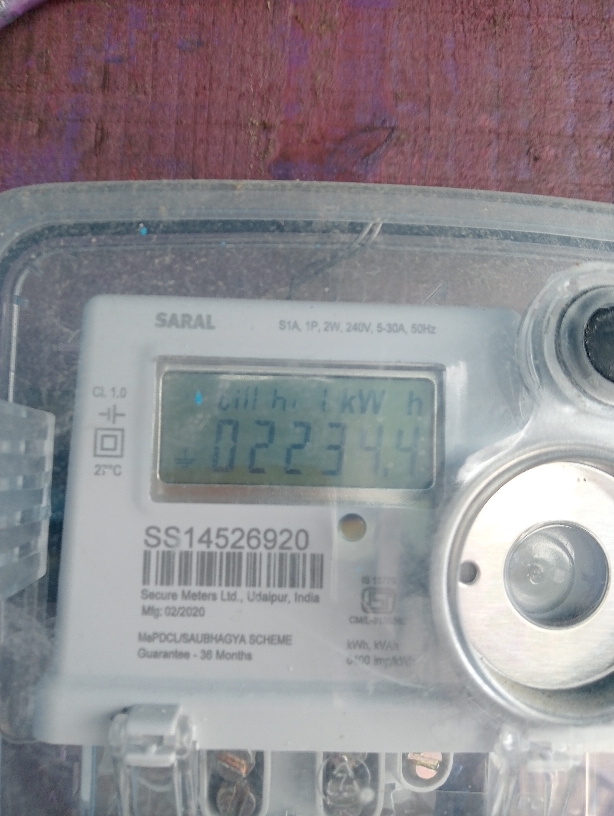 SARAL
S1A, 1P, 2W, 240V, 5-30A, 50Hz
CL 1.0
kW h
02234.4
27°C
SS14526920
Secure Meters Ltd., Udaipur, India
Mfg: 02/2020
MePDCL/SAUBHAGYA SCHEME
Guarantee - 36 Months
kWh, kVAh